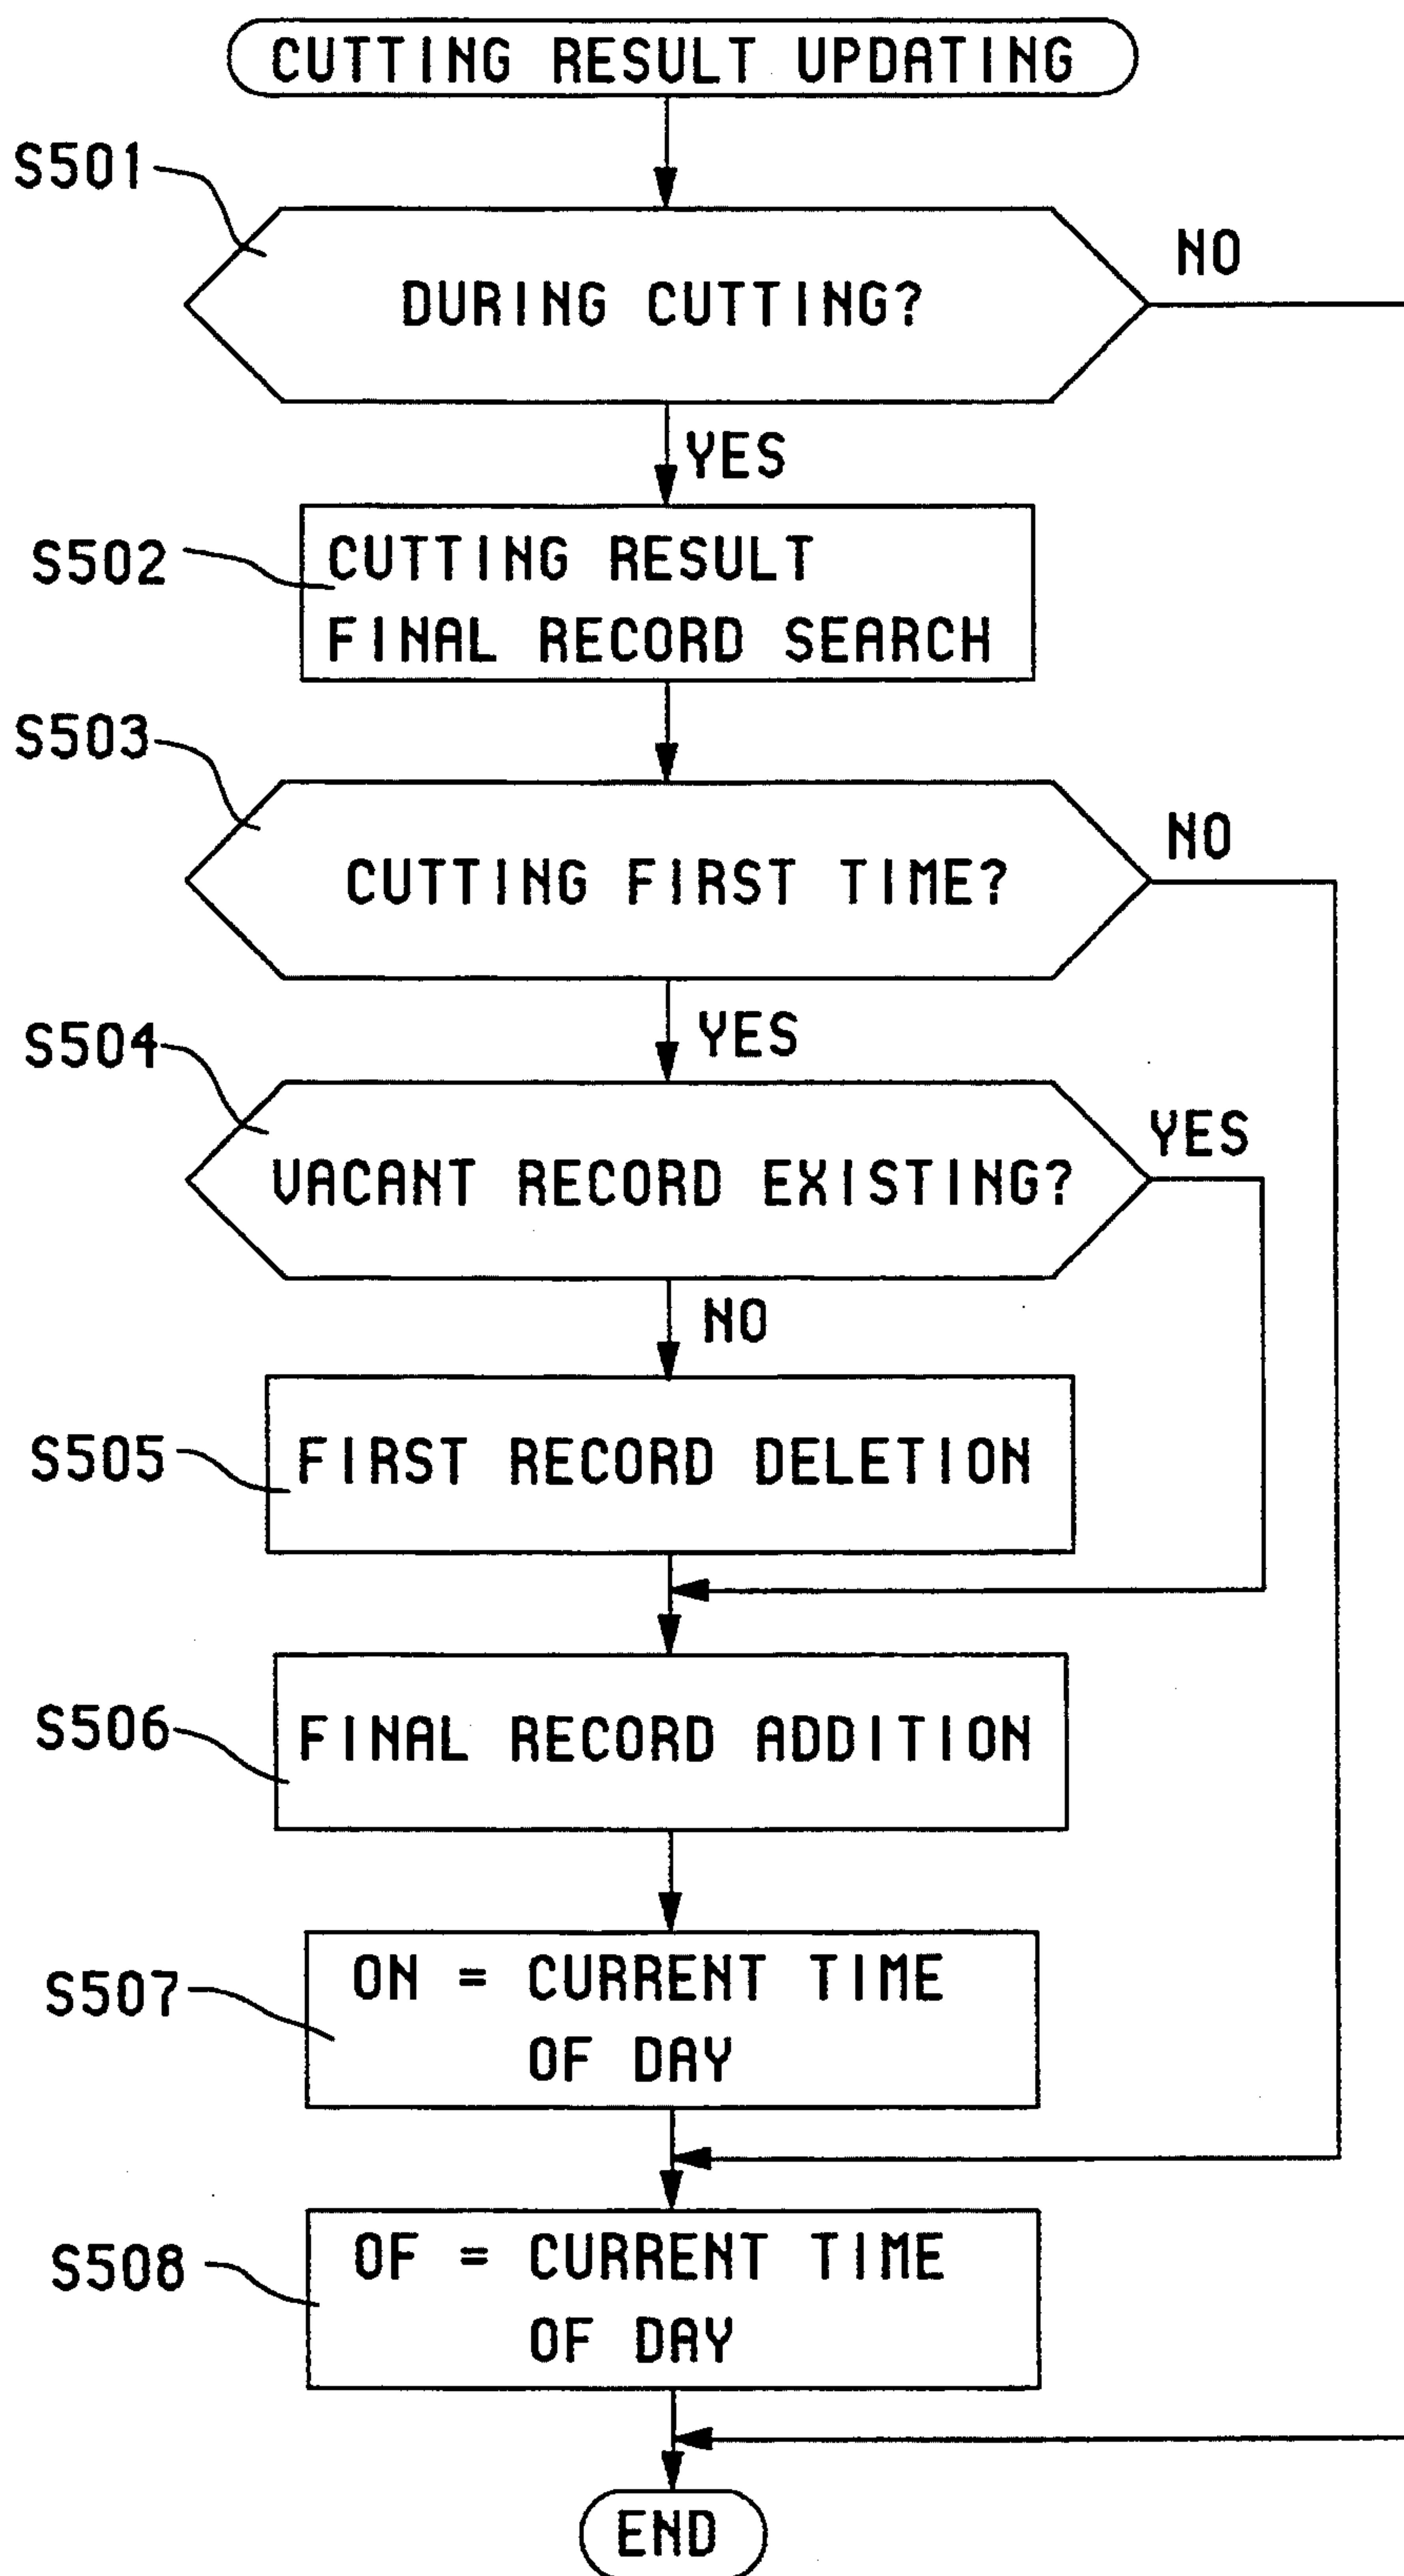 CUTTING RESULT UPDATING
S501
NO
DURING CUTTING?
YES
S502
CUTTING RESULT
FINAL RECORD SEARCH
S503
NO
CUTTING FIRST TIME?
YES
S504
YES
VACANT RECORD EXISTING?
NO
S505
FIRST RECORD DELETION
S506
FINAL RECORD ADDITION
S507
ON = CURRENT TIME
OF DAY
S508
OF = CURRENT TIME
OF DAY
END